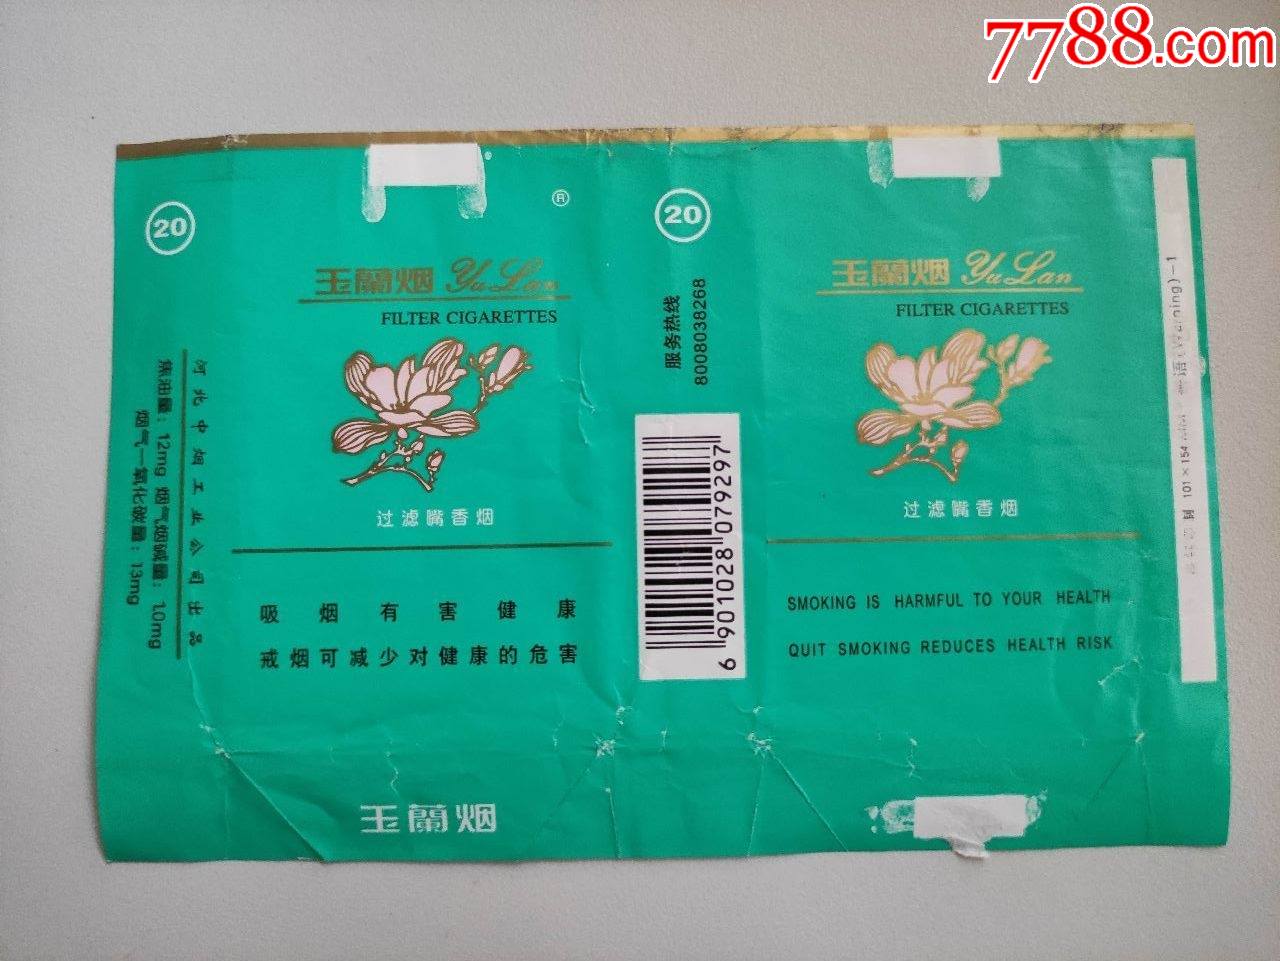 7788.com
20
河北中烟工业公司出品
焦油量：12mg 烟气烟碱量：1.0mg
烟气一氧化碳量：13mg
®
玉蘭烟 Yu Lan
FILTER CIGARETTES
过滤嘴香烟
吸烟有害健康
戒烟可减少对健康的危害
玉蘭烟
20
服务热线
8008038268
6 901028 079297
玉蘭烟 Yu Lan
FILTER CIGARETTES
过滤嘴香烟
SMOKING IS HARMFUL TO YOUR HEALTH
QUIT SMOKING REDUCES HEALTH RISK
101×154 语(Warning)-1